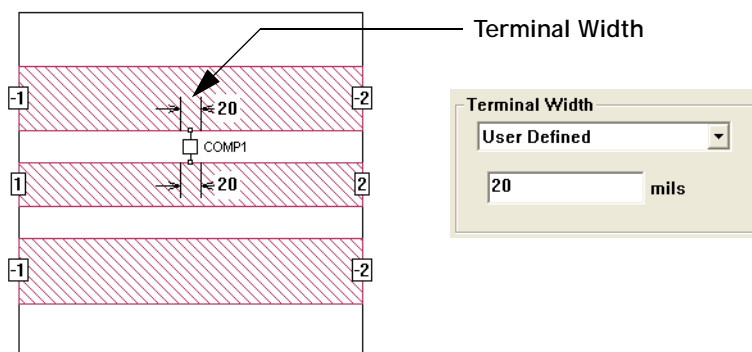 Terminal Width
-1
-2
20
COMP1
1
2
20
-1
-2
Terminal Width
User Defined
20 mils